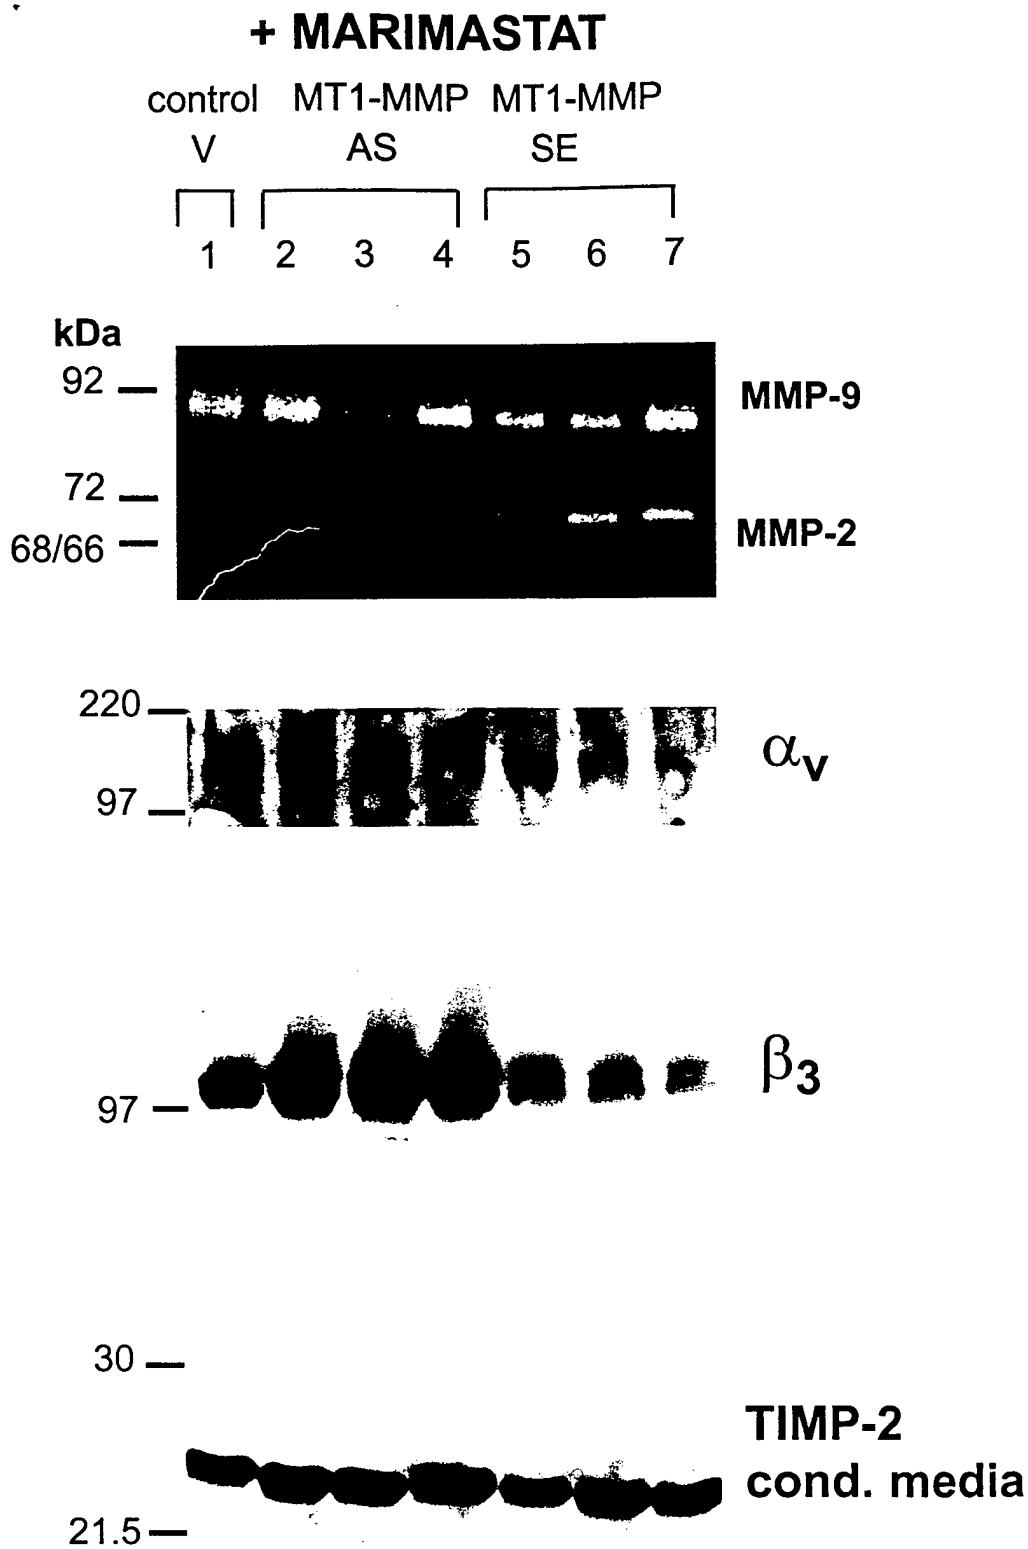 + MARIMASTAT
control MT1-MMP MT1-MMP
V AS SE
1 2 3 4 5 6 7
kDa
92 MMP-9
72
68/66 MMP-2
220
αv
97
β3
97
30
TIMP-2
cond. media
21.5